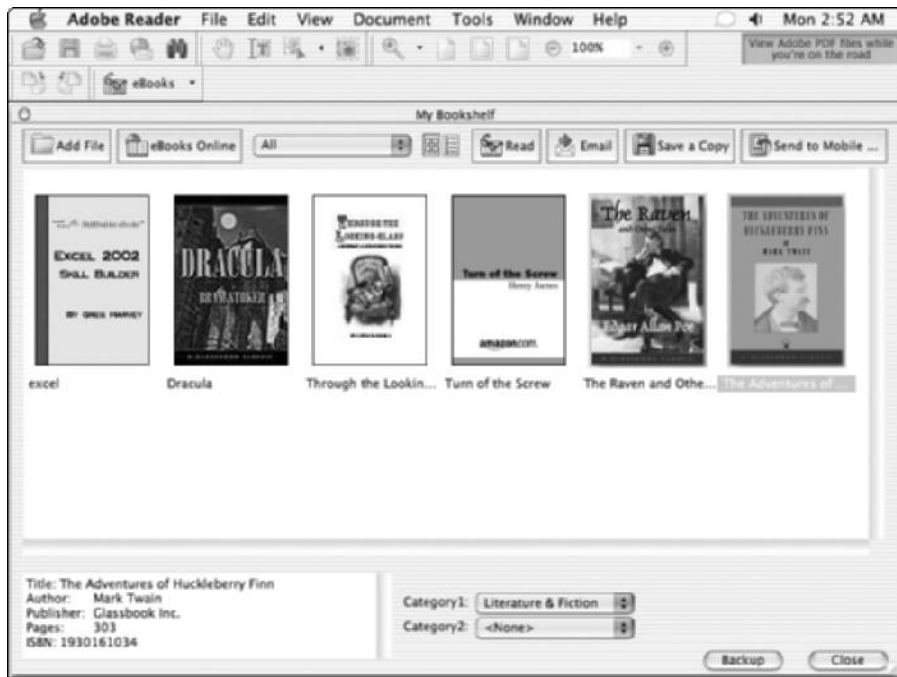 Adobe Reader File Edit View Document Tools Window Help Mon 2:52 AM
100%
View Adobe PDF files while
you're on the road
eBooks
My Bookshelf
Add File eBooks Online All Read Email Save a Copy Send to Mobile ...
EXCEL 2002
SKILL BUILDER
BY GREG HARVEY
DRACULA
BRAM STOKER
THROUGH THE
LOOKING-GLASS
Turn of the Screw
Henry James
amazon.com.
The Raven
and Other Tales
Edgar Allan Poe
THE ADVENTURES OF
HUCKLEBERRY FINN
BY
MARK TWAIN
excel Dracula Through the Lookin... Turn of the Screw The Raven and Othe... The Adventures of ...
Title: The Adventures of Huckleberry Finn
Author: Mark Twain
Publisher: Glassbook Inc.
Pages: 303
ISBN: 1930161034
Category1: Literature & Fiction
Category2: <None>
Backup Close